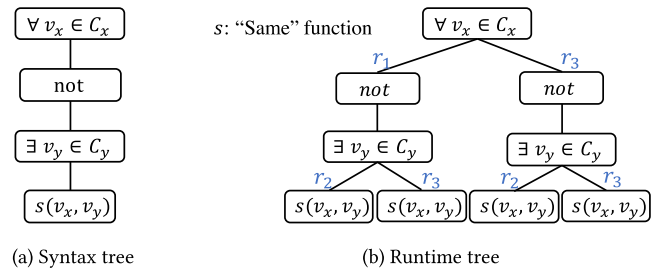 ∀ v_x ∈ C_x
not
∃ v_y ∈ C_y
s(v_x, v_y)
(a) Syntax tree
s: “Same” function
∀ v_x ∈ C_x
r_1
r_3
not
not
∃ v_y ∈ C_y
∃ v_y ∈ C_y
r_2
r_3
r_2
r_3
s(v_x, v_y)
s(v_x, v_y)
s(v_x, v_y)
s(v_x, v_y)
(b) Runtime tree